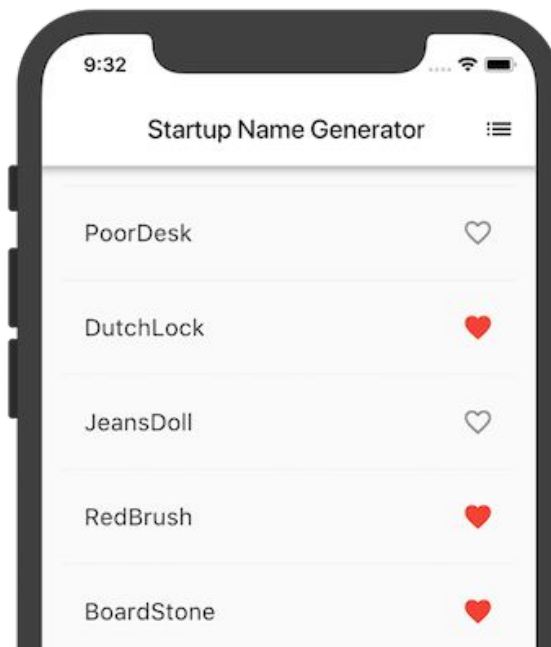 9:32
Startup Name Generator
PoorDesk
DutchLock
JeansDoll
RedBrush
BoardStone